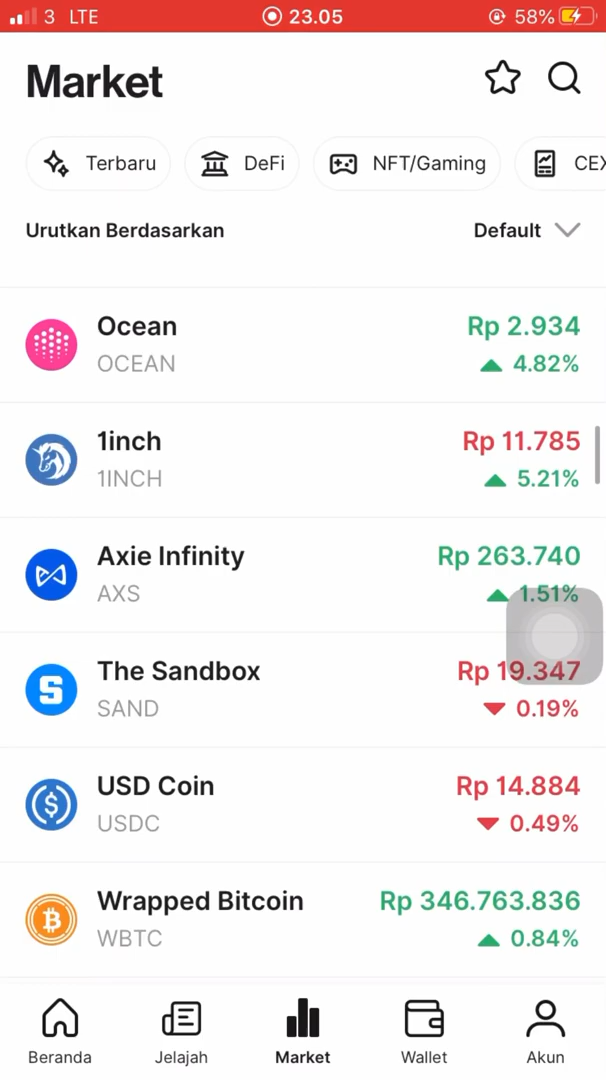 3 LTE 23.05 58%
Market
Terbaru DeFi NFT/Gaming CEX
Urutkan Berdasarkan Default
Ocean Rp 2.934
OCEAN 4.82%
1inch Rp 11.785
1INCH 5.21%
Axie Infinity Rp 263.740
AXS 1.51%
The Sandbox Rp 19.347
SAND 0.19%
USD Coin Rp 14.884
USDC 0.49%
Wrapped Bitcoin Rp 346.763.836
WBTC 0.84%
Beranda Jelajah Market Wallet Akun